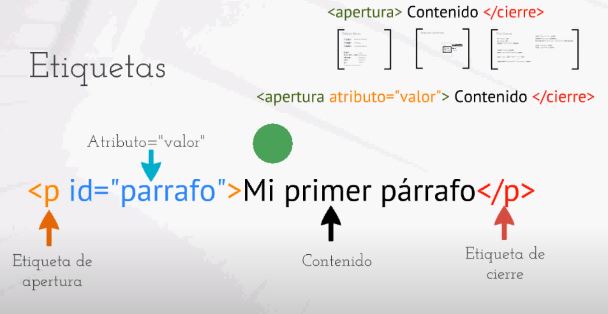 <apertura> Contenido </cierre>
Etiquetas
<apertura atributo="valor"> Contenido </cierre>
Atributo="valor"
<p id="parrafo">Mi primer párrafo</p>
Etiqueta de
apertura
Contenido
Etiqueta de
cierre